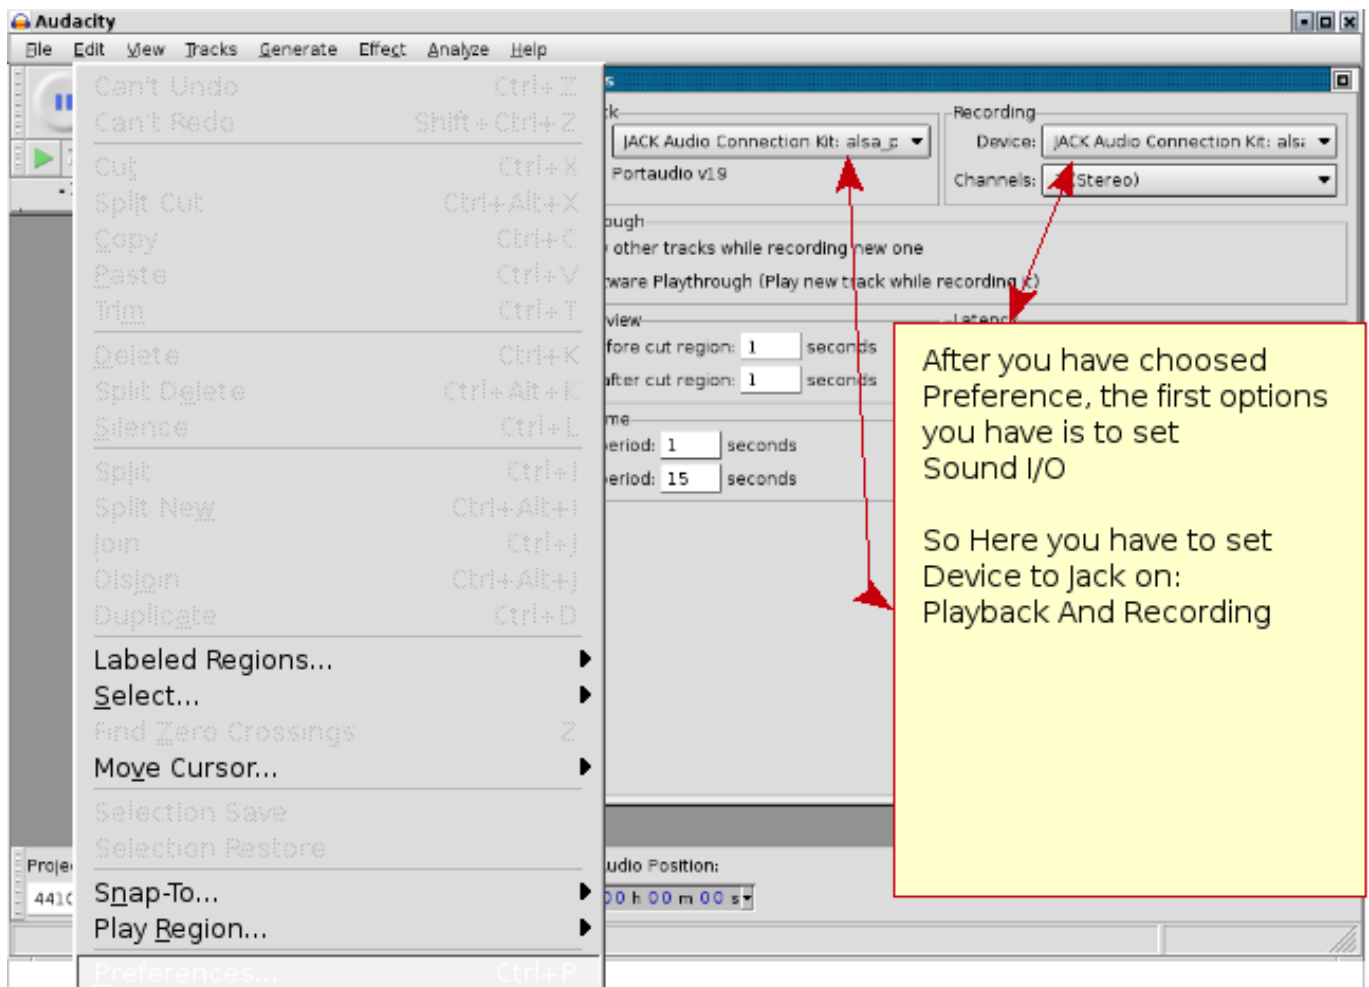 Audacity
File Edit View Tracks Generate Effect Analyze Help
Can't Undo Ctrl+Z
Can't Redo Shift+Ctrl+Z
Cut Ctrl+X
Split Cut Ctrl+Alt+X
Copy Ctrl+C
Paste Ctrl+V
Trim Ctrl+T
Delete Ctrl+K
Split Delete Ctrl+Alt+K
Silence Ctrl+L
Split Ctrl+I
Split New Ctrl+Alt+I
Join Ctrl+J
Disjoin Ctrl+Alt+J
Duplicate Ctrl+D
Labeled Regions...
Select...
Find Zero Crossings Z
Move Cursor...
Selection Save
Selection Restore
Snap-To...
Play Region...
Preferences... Ctrl+P
JACK Audio Connection Kit: alsa_p
Portaudio v19
Recording
Device: JACK Audio Connection Kit: als
Channels: (Stereo)
other tracks while recording new one
Playthrough (Play new track while recording it)
cut region: 1 seconds
after cut region: 1 seconds
period: 1 seconds
period: 15 seconds
Latency
After you have choosed
Preference, the first options
you have is to set
Sound I/O
So Here you have to set
Device to Jack on:
Playback And Recording
Position:
00 h 00 m 00 s